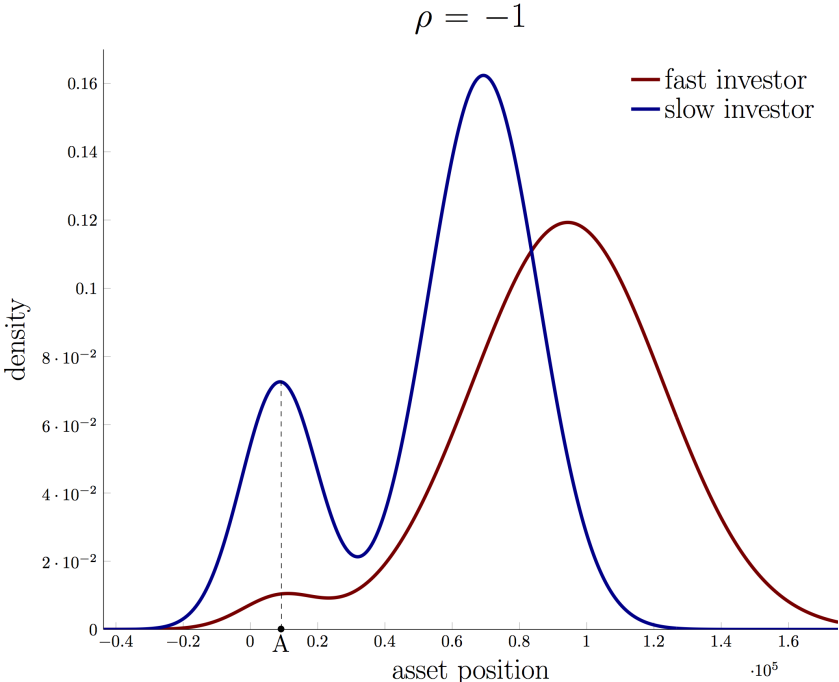 ρ = −1
fast investor
slow investor
density
0.16
0.14
0.12
0.1
8 · 10⁻²
6 · 10⁻²
4 · 10⁻²
2 · 10⁻²
0
−0.4 −0.2 0 A 0.2 0.4 0.6 0.8 1 1.2 1.4 1.6
asset position
·10⁵